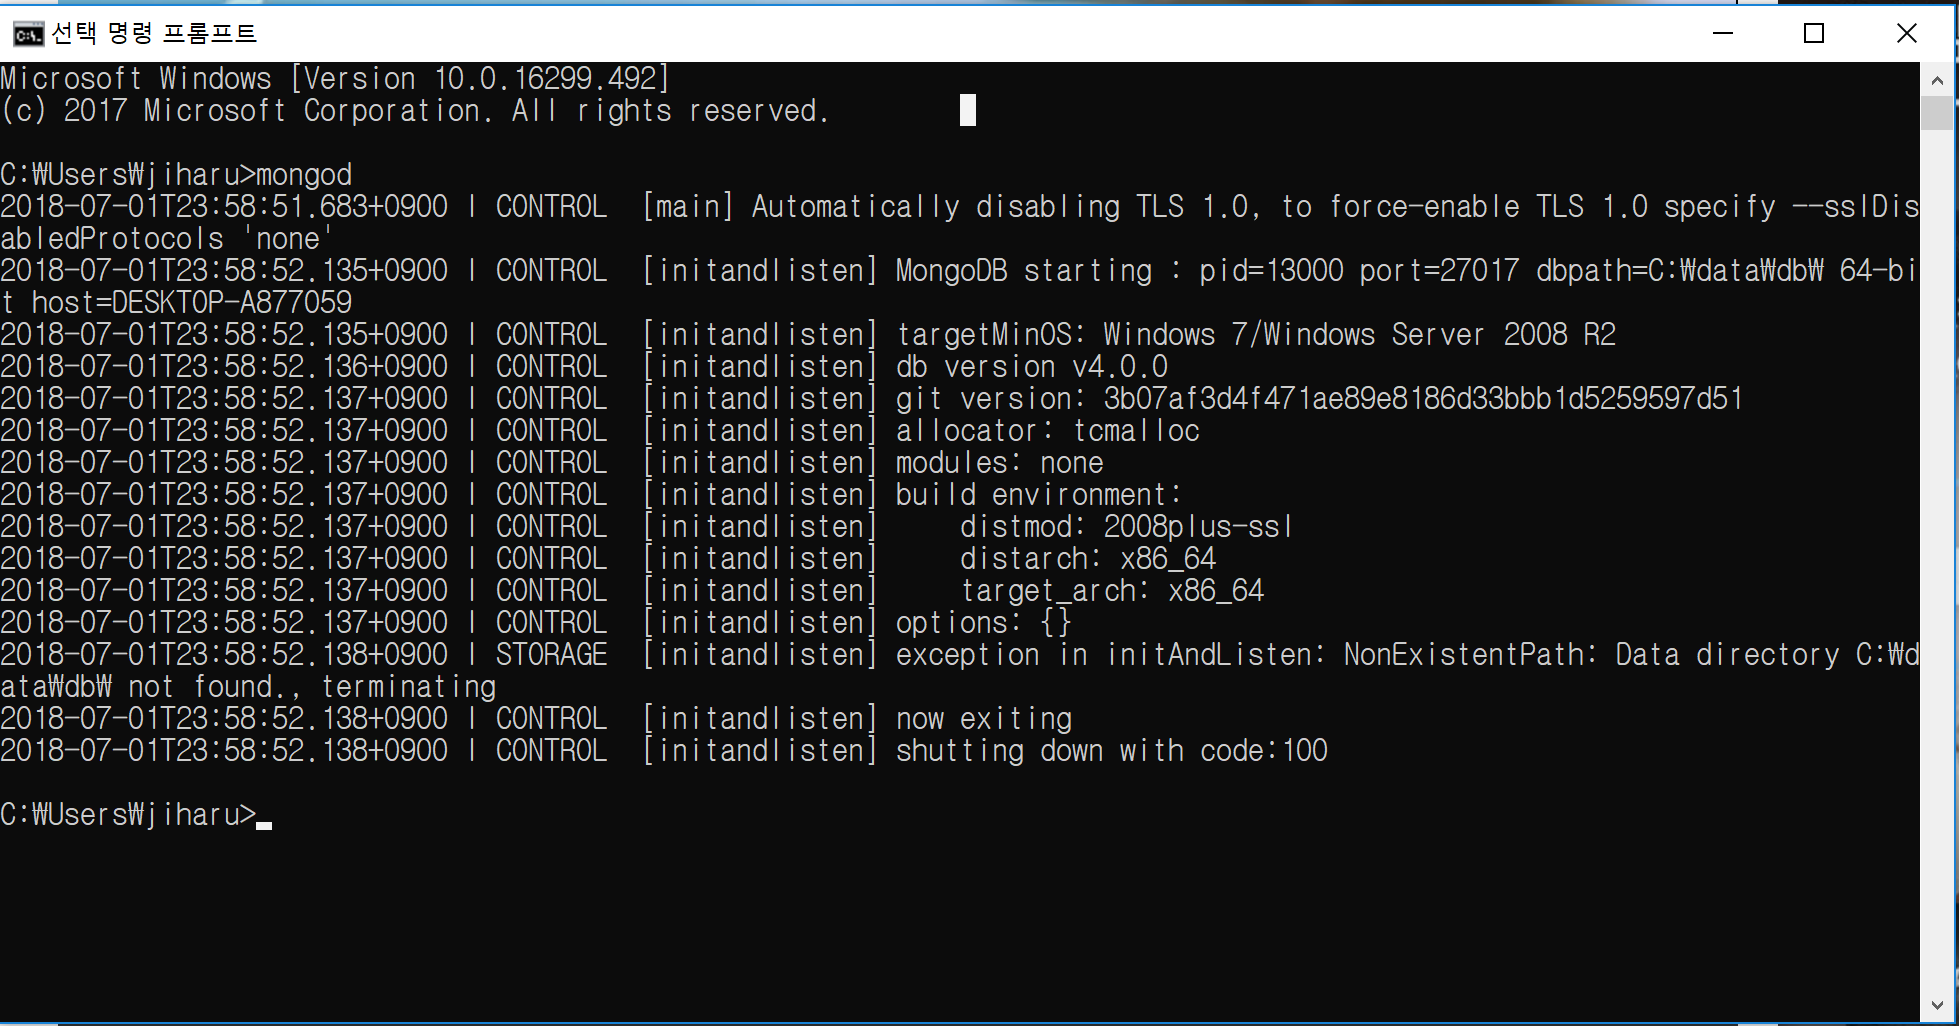 선택 명령 프롬프트
Microsoft Windows [Version 10.0.16299.492]
(c) 2017 Microsoft Corporation. All rights reserved.
C:₩Users₩jiharu>mongod
2018-07-01T23:58:51.683+0900 I CONTROL  [main] Automatically disabling TLS 1.0, to force-enable TLS 1.0 specify --sslDis
abledProtocols 'none'
2018-07-01T23:58:52.135+0900 I CONTROL  [initandlisten] MongoDB starting : pid=13000 port=27017 dbpath=C:₩data₩db₩ 64-bi
t host=DESKTOP-A877059
2018-07-01T23:58:52.135+0900 I CONTROL  [initandlisten] targetMinOS: Windows 7/Windows Server 2008 R2
2018-07-01T23:58:52.136+0900 I CONTROL  [initandlisten] db version v4.0.0
2018-07-01T23:58:52.137+0900 I CONTROL  [initandlisten] git version: 3b07af3d4f471ae89e8186d33bbb1d5259597d51
2018-07-01T23:58:52.137+0900 I CONTROL  [initandlisten] allocator: tcmalloc
2018-07-01T23:58:52.137+0900 I CONTROL  [initandlisten] modules: none
2018-07-01T23:58:52.137+0900 I CONTROL  [initandlisten] build environment:
2018-07-01T23:58:52.137+0900 I CONTROL  [initandlisten]     distmod: 2008plus-ssl
2018-07-01T23:58:52.137+0900 I CONTROL  [initandlisten]     distarch: x86_64
2018-07-01T23:58:52.137+0900 I CONTROL  [initandlisten]     target_arch: x86_64
2018-07-01T23:58:52.137+0900 I CONTROL  [initandlisten] options: {}
2018-07-01T23:58:52.138+0900 I STORAGE  [initandlisten] exception in initAndListen: NonExistentPath: Data directory C:₩d
ata₩db₩ not found., terminating
2018-07-01T23:58:52.138+0900 I CONTROL  [initandlisten] now exiting
2018-07-01T23:58:52.138+0900 I CONTROL  [initandlisten] shutting down with code:100
C:₩Users₩jiharu>